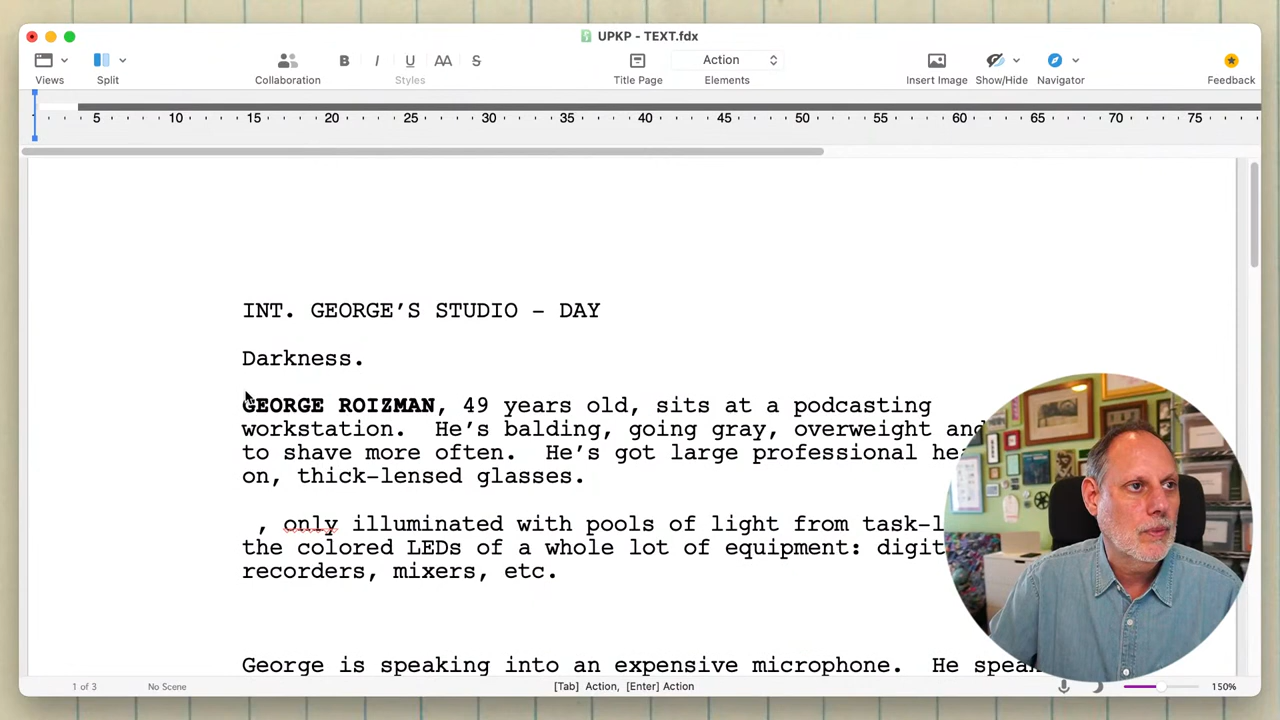 UPKP - TEXT.fdx
Views Split Collaboration B I U AA S Styles Title Page Action Elements Insert Image Show/Hide Navigator Feedback
5 10 15 20 25 30 35 40 45 50 55 60 65 70 75
INT. GEORGE’S STUDIO - DAY
Darkness.
GEORGE ROIZMAN, 49 years old, sits at a podcasting
workstation. He’s balding, going gray, overweight and
to shave more often. He’s got large professional
on, thick-lensed glasses.
, only illuminated with pools of light from
the colored LEDs of a whole lot of equipment:
recorders, mixers, etc.
George is speaking into an expensive microphone. He
1 of 3 No Scene [Tab] Action, [Enter] Action 150%